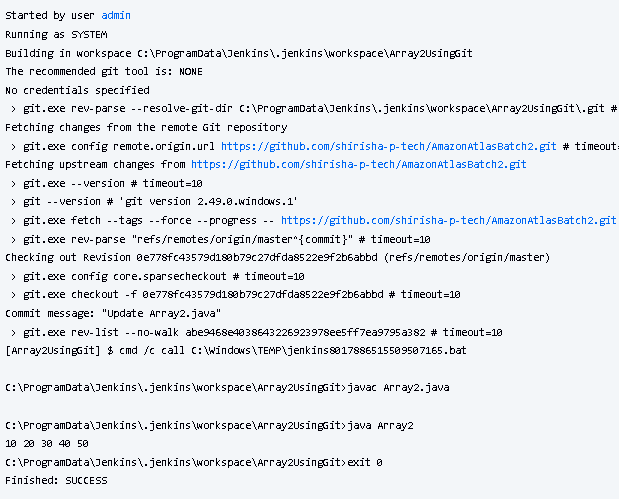 Started by user admin
Running as SYSTEM
Building in workspace C:\ProgramData\Jenkins\.jenkins\workspace\Array2UsingGit
The recommended git tool is: NONE
No credentials specified
> git.exe rev-parse --resolve-git-dir C:\ProgramData\Jenkins\.jenkins\workspace\Array2UsingGit\.git #
Fetching changes from the remote Git repository
> git.exe config remote.origin.url https://github.com/shirisha-p-tech/AmazonAtlasBatch2.git # timeout=
Fetching upstream changes from https://github.com/shirisha-p-tech/AmazonAtlasBatch2.git
> git.exe --version # timeout=10
> git --version # 'git version 2.49.0.windows.1'
> git.exe fetch --tags --force --progress -- https://github.com/shirisha-p-tech/AmazonAtlasBatch2.git
> git.exe rev-parse "refs/remotes/origin/master^{commit}" # timeout=10
Checking out Revision 0e778fc43579d180b79c27dfda8522e9f2b6abbd (refs/remotes/origin/master)
> git.exe config core.sparsecheckout # timeout=10
> git.exe checkout -f 0e778fc43579d180b79c27dfda8522e9f2b6abbd # timeout=10
Commit message: "Update Array2.java"
> git.exe rev-list --no-walk abe9468e4038643226923978ee5ff7ea9795a382 # timeout=10
[Array2UsingGit] $ cmd /c call C:\Windows\TEMP\jenkins8017886515509507165.bat
C:\ProgramData\Jenkins\.jenkins\workspace\Array2UsingGit>javac Array2.java
C:\ProgramData\Jenkins\.jenkins\workspace\Array2UsingGit>java Array2
10 20 30 40 50
C:\ProgramData\Jenkins\.jenkins\workspace\Array2UsingGit>exit 0
Finished: SUCCESS